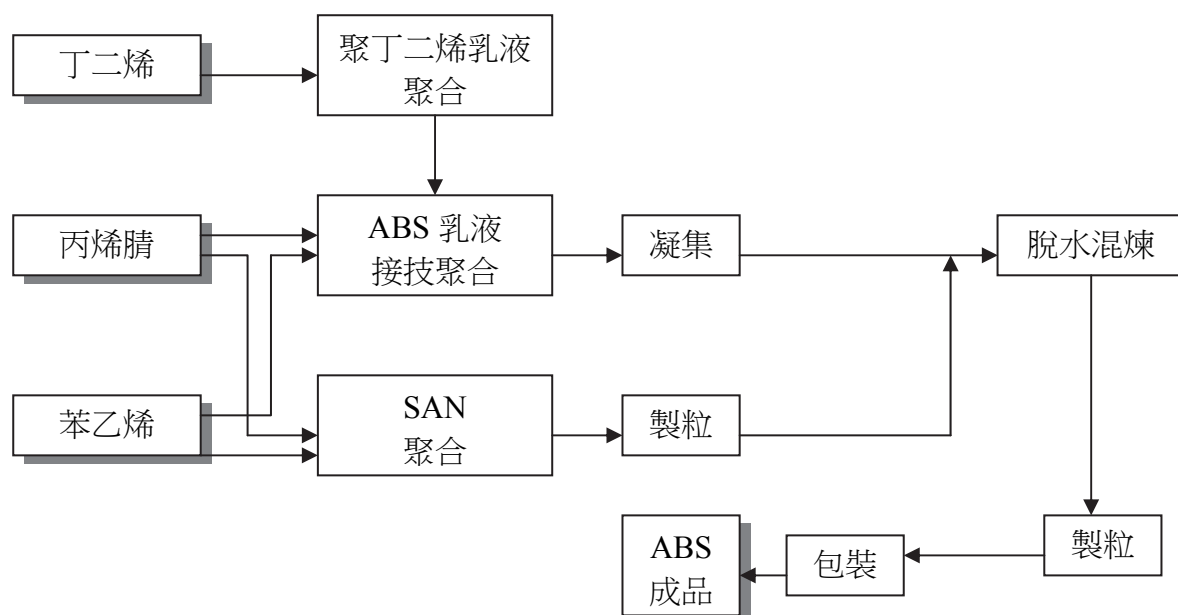 丁二烯
聚丁二烯乳液
聚合
丙烯腈
ABS 乳液
接技聚合
凝集
脫水混煉
苯乙烯
SAN
聚合
製粒
ABS
成品
包裝
製粒